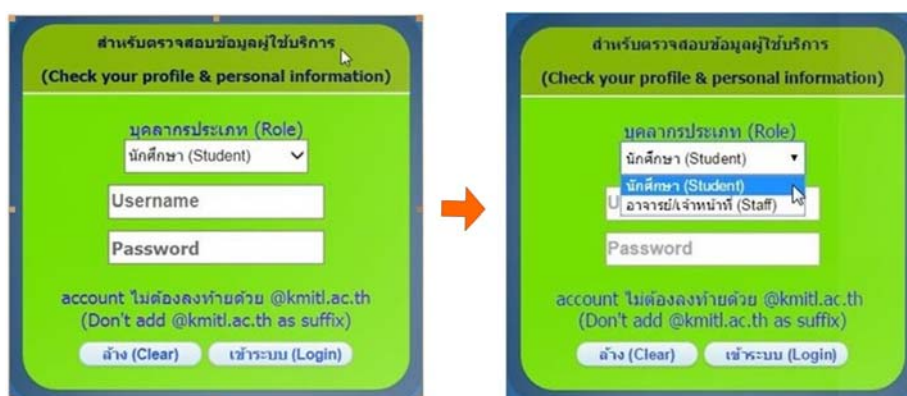 สำหรับตรวจสอบข้อมูลผู้ใช้บริการ
(Check your profile & personal information)
บุคลากรประเภท (Role)
นักศึกษา (Student)
Username
Password
account ไม่ต้องลงท้ายด้วย @kmitl.ac.th
(Don't add @kmitl.ac.th as suffix)
ล้าง (Clear) เข้าระบบ (Login)
สำหรับตรวจสอบข้อมูลผู้ใช้บริการ
(Check your profile & personal information)
บุคลากรประเภท (Role)
นักศึกษา (Student)
นักศึกษา (Student)
อาจารย์/เจ้าหน้าที่ (Staff)
Password
account ไม่ต้องลงท้ายด้วย @kmitl.ac.th
(Don't add @kmitl.ac.th as suffix)
ล้าง (Clear) เข้าระบบ (Login)